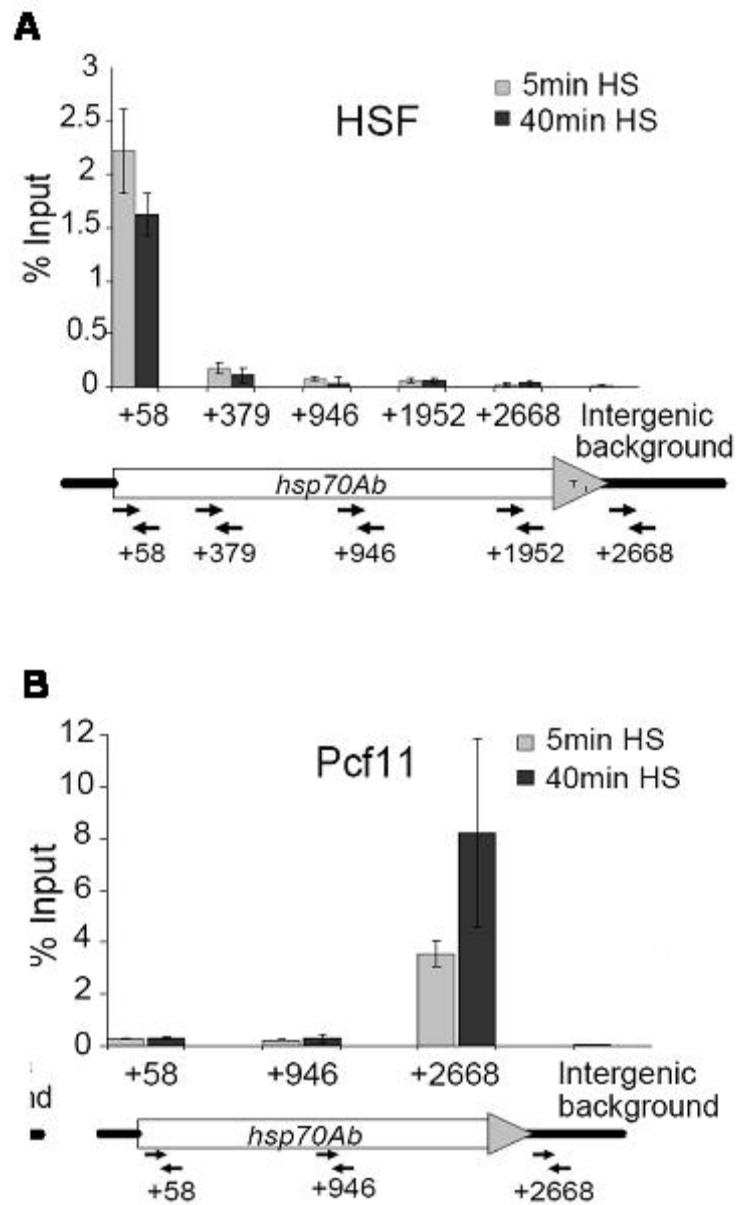 A
3
2.5
2
1.5
1
0.5
0
% Input
HSF
5min HS
40min HS
+58 +379 +946 +1952 +2668 Intergenic
background
hsp70Ab
+58 +379 +946 +1952 +2668
B
12
10
8
6
4
2
0
% Input
Pcf11
5min HS
40min HS
+58 +946 +2668 Intergenic
background
hsp70Ab
+58 +946 +2668